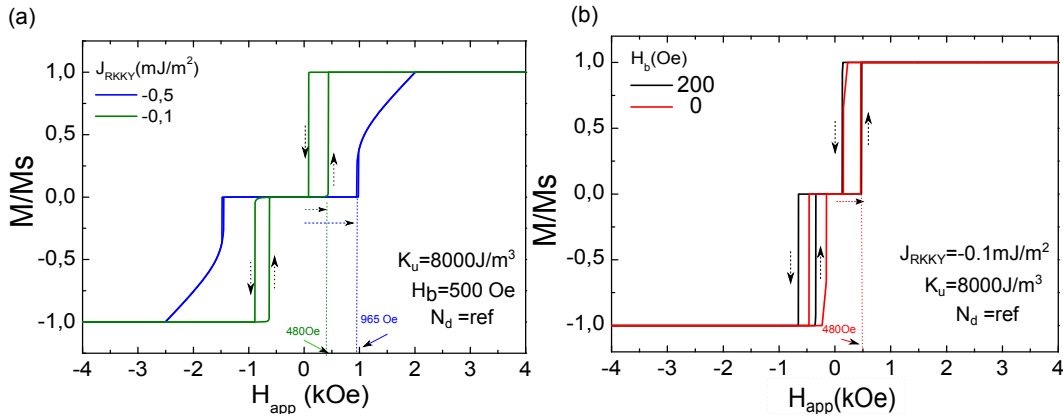 (a)
J_RKKY(mJ/m²)
-0,5
-0,1
1,0
0,5
0,0
-0,5
-1,0
M/Ms
K_u=8000J/m³
H_b=500 Oe
N_d =ref
480Oe
965 Oe
-4 -3 -2 -1 0 1 2 3 4
H_app (kOe)
(b)
H_b(Oe)
200
0
1,0
0,5
0,0
-0,5
-1,0
M/Ms
J_RKKY=-0.1mJ/m²
K_u=8000J/m³
N_d =ref
480Oe
-4 -3 -2 -1 0 1 2 3 4
H_app(kOe)